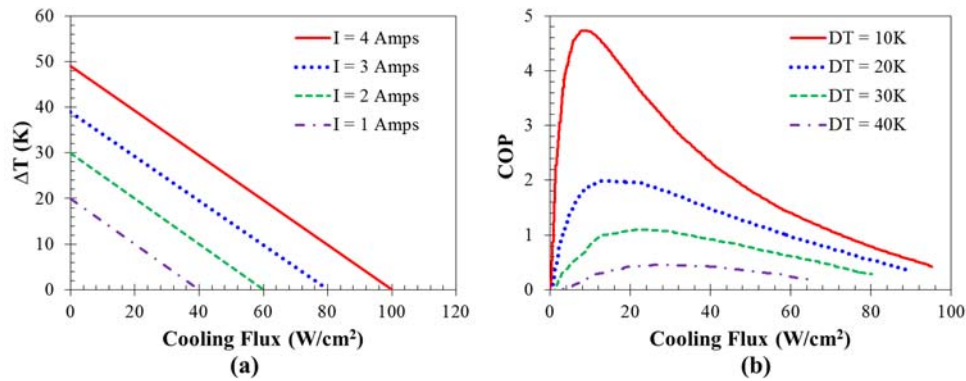 60
50
40
30
20
10
0
ΔT (K)
I = 4 Amps
I = 3 Amps
I = 2 Amps
I = 1 Amps
0 20 40 60 80 100 120
Cooling Flux (W/cm²)
(a)
5
4
3
2
1
0
COP
DT = 10K
DT = 20K
DT = 30K
DT = 40K
0 20 40 60 80 100
Cooling Flux (W/cm²)
(b)